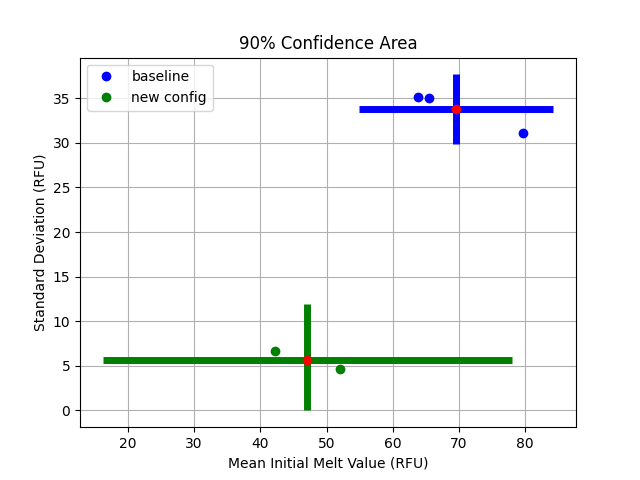 90% Confidence Area
baseline
new config
Standard Deviation (RFU)
35
30
25
20
15
10
5
0
20 30 40 50 60 70 80
Mean Initial Melt Value (RFU)